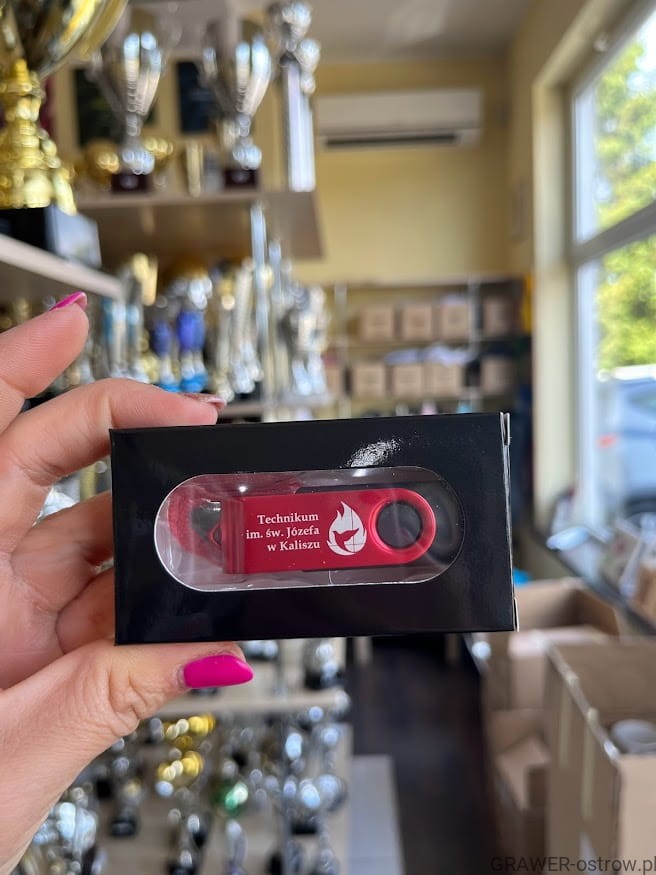 Technikum
im. św. Józefa
w Kaliszu
GRAWER-ostrow.pl